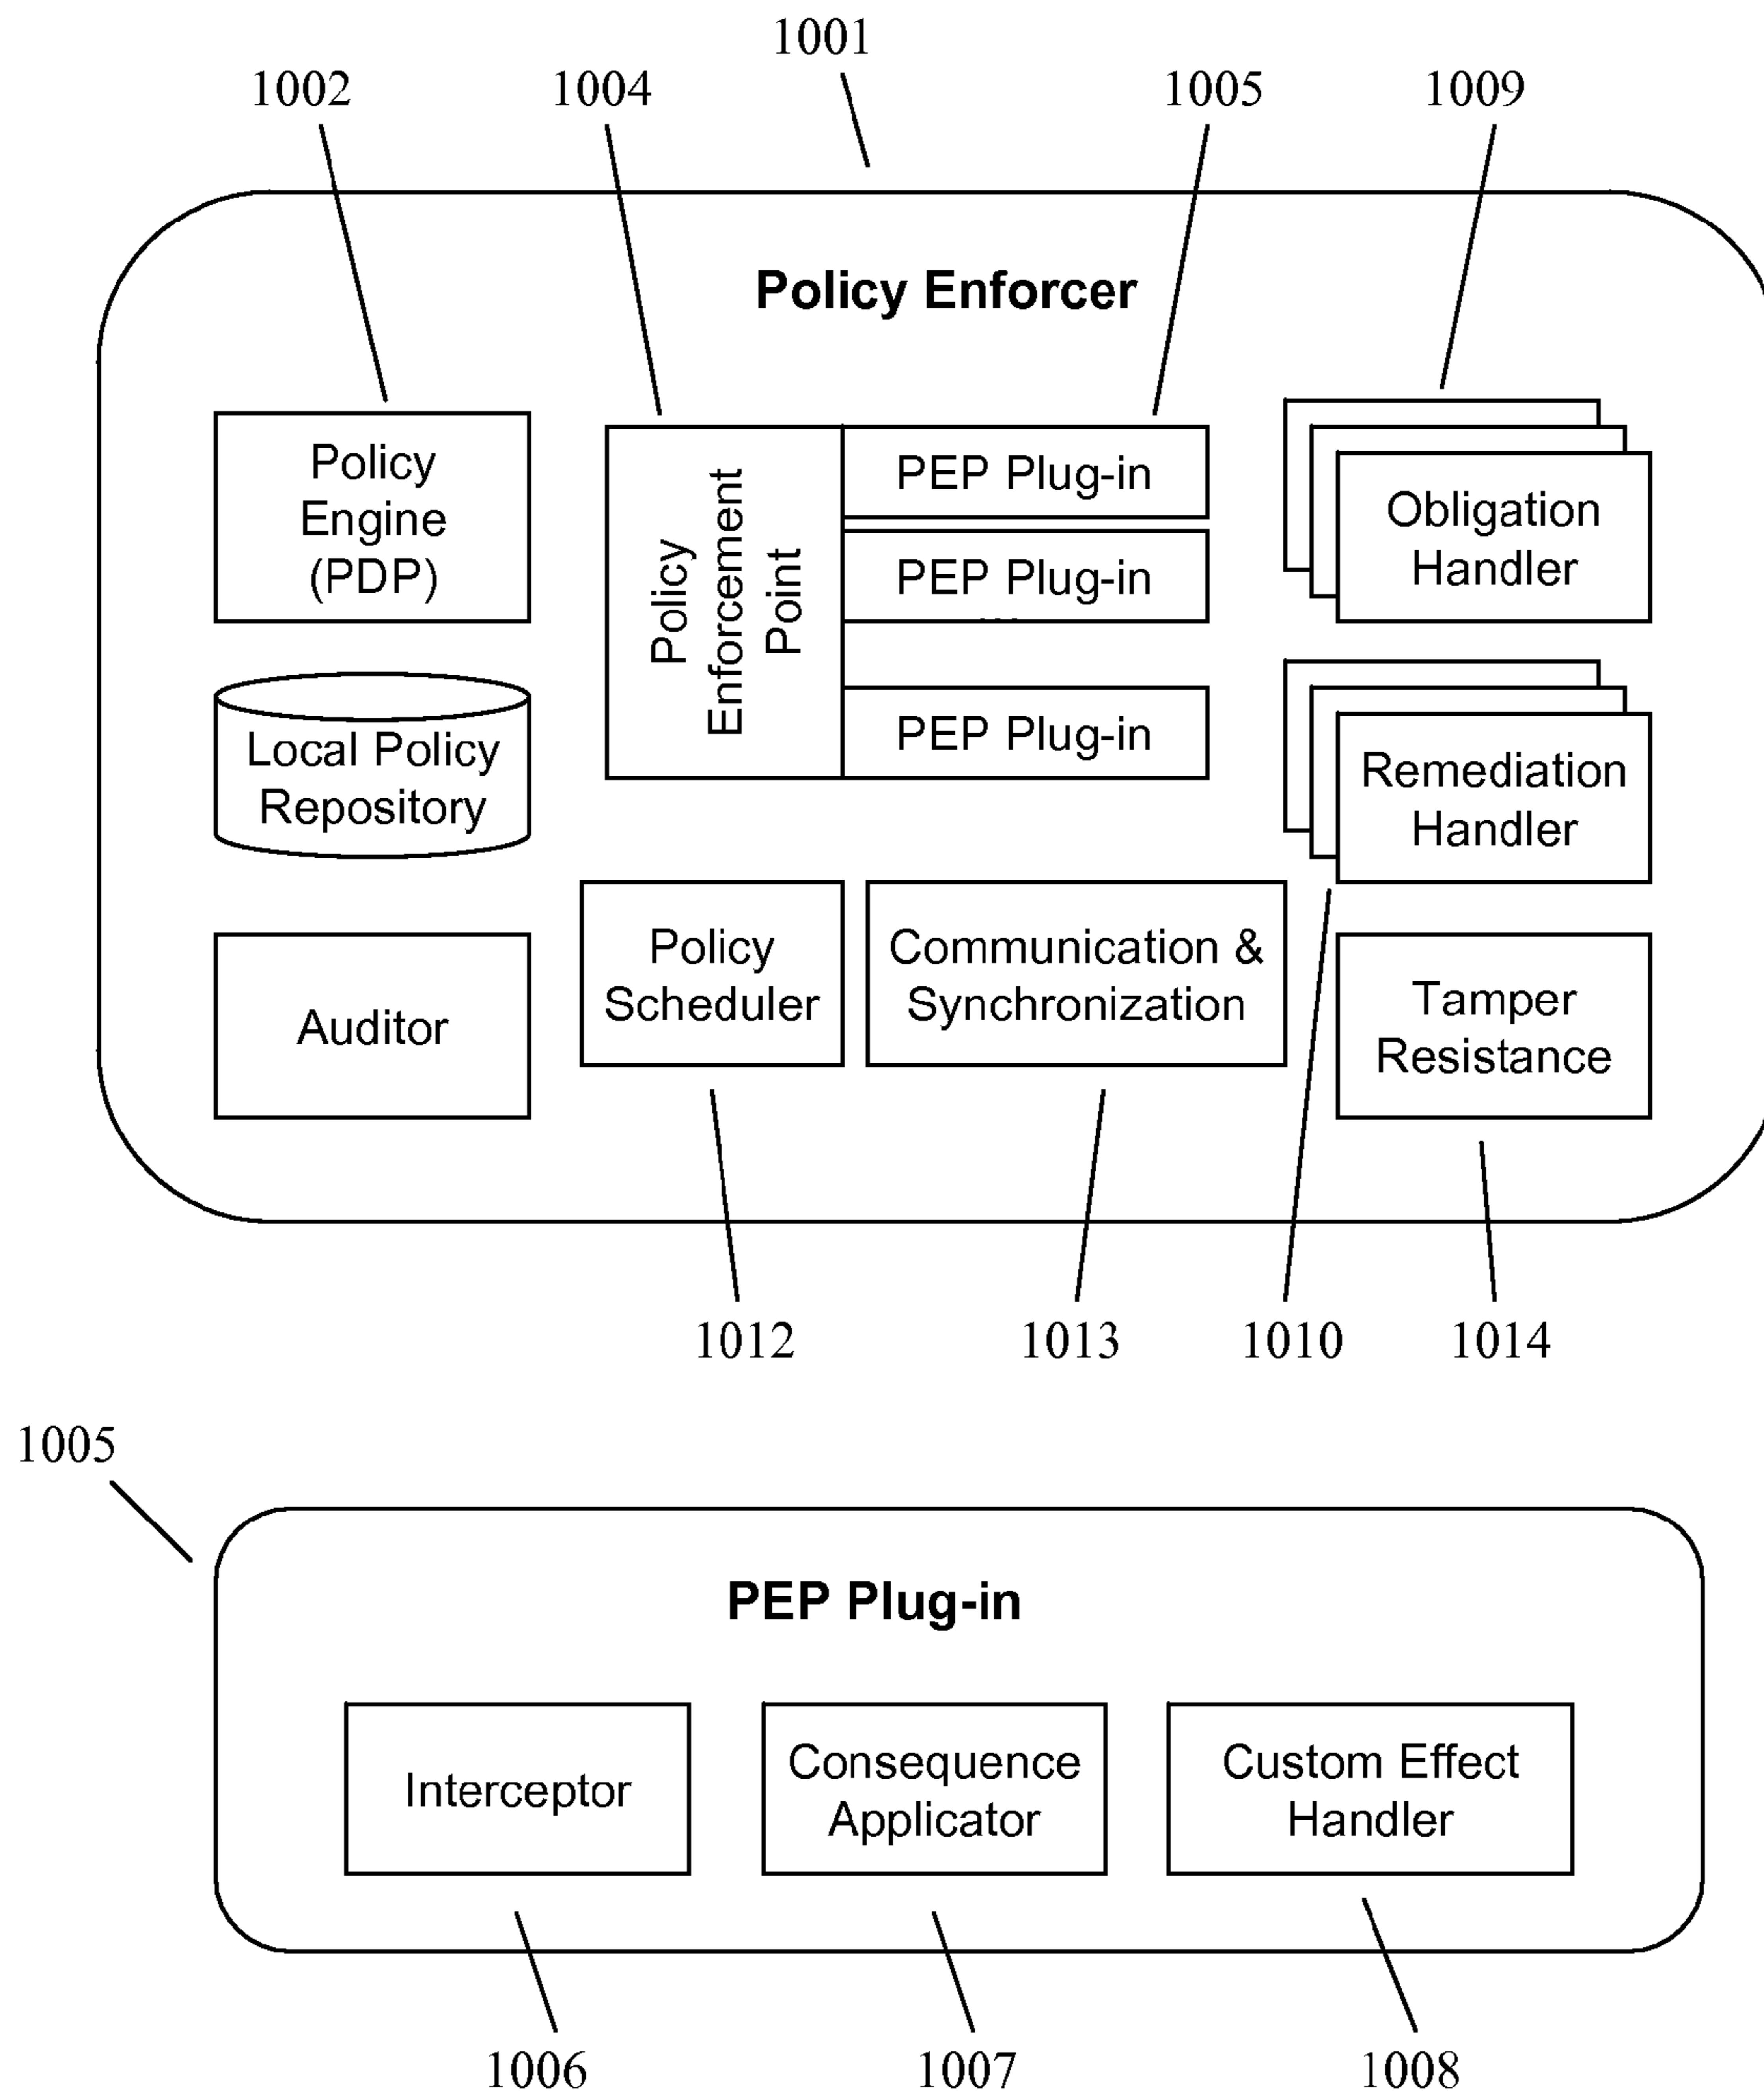 1001
1002
1004
1005
1009
Policy Enforcer
Policy
Engine
(PDP)
Policy
Enforcement
Point
PEP Plug-in
PEP Plug-in
...
PEP Plug-in
Obligation
Handler
Local Policy
Repository
Remediation
Handler
Auditor
Policy
Scheduler
Communication &
Synchronization
Tamper
Resistance
1012
1013
1010
1014
1005
PEP Plug-in
Interceptor
Consequence
Applicator
Custom Effect
Handler
1006
1007
1008